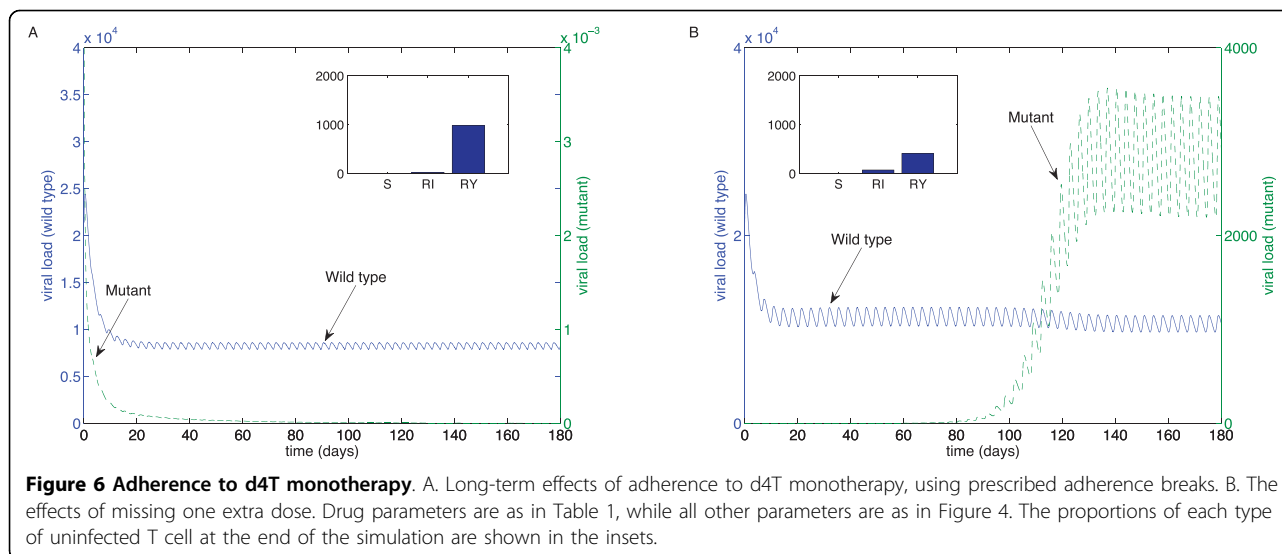 A
x 10⁴
x 10⁻³
4
3.5
3
2.5
2
1.5
1
0.5
0
4
3
2
1
0
viral load (wild type)
viral load (mutant)
2000
1000
0
S RI RY
Mutant
Wild type
0 20 40 60 80 100 120 140 160 180
time (days)
B
x 10⁴
4
2
0
4000
2000
0
viral load (wild type)
viral load (mutant)
2000
1000
0
S RI RY
Mutant
Wild type
0 20 40 60 80 100 120 140 160 180
time (days)
Figure 6 Adherence to d4T monotherapy. A. Long-term effects of adherence to d4T monotherapy, using prescribed adherence breaks. B. The
effects of missing one extra dose. Drug parameters are as in Table 1, while all other parameters are as in Figure 4. The proportions of each type
of uninfected T cell at the end of the simulation are shown in the insets.